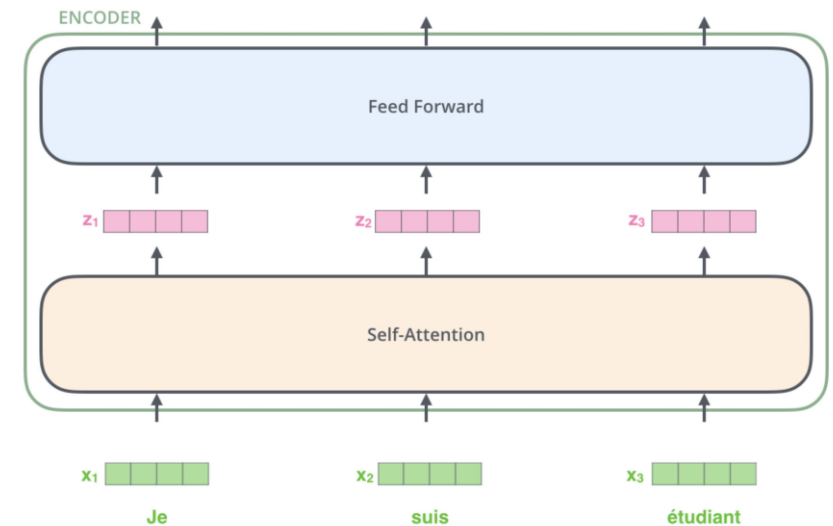 ENCODER
Feed Forward
z₁ z₂ z₃
Self-Attention
x₁ x₂ x₃
Je suis étudiant